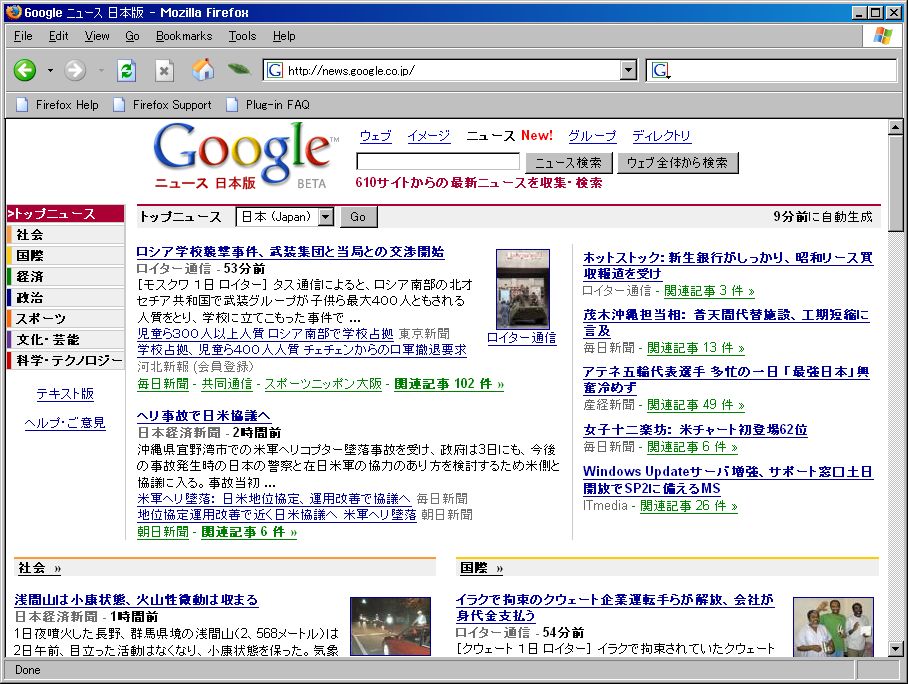 Google ニュース 日本版 - Mozilla Firefox
File Edit View Go Bookmarks Tools Help
http://news.google.co.jp/
Firefox Help Firefox Support Plug-in FAQ
Google™
ニュース 日本版 BETA
ウェブ イメージ ニュース New! グループ ディレクトリ
ニュース検索 ウェブ全体から検索
610サイトからの最新ニュースを収集・検索
>トップニュース
社会
国際
経済
政治
スポーツ
文化・芸能
科学・テクノロジー
テキスト版
ヘルプ・ご意見
トップニュース 日本 (Japan) Go
9分前に自動生成
ロシア学校襲撃事件、武装集団と当局との交渉開始
ロイター通信 - 53分前
［モスクワ １日 ロイター］ タス通信によると、ロシア南部の北オ
セチア共和国で武装グループが子供ら最大４００人ともされる
人質をとり、学校に立てこもった事件で ...
児童ら３００人以上人質 ロシア南部で学校占拠 東京新聞
学校占拠、児童ら４００人人質 チェチェンからの口軍撤退要求
河北新報 (会員登録)
毎日新聞 - 共同通信 - スポーツニッポン大阪 - 関連記事 102 件 »
ロイター通信
ヘリ事故で日米協議へ
日本経済新聞 - 2時間前
沖縄県宜野湾市での米軍ヘリコプター墜落事故を受け、政府は3日にも、今後
の事故発生時の日本の警察と在日米軍の協力のあり方を検討するため米側と
協議に入る。事故当初 ...
米軍ヘリ墜落: 日米地位協定、運用改善で協議へ 毎日新聞
地位協定運用改善で近く日米協議へ 米軍ヘリ墜落 朝日新聞
朝日新聞 - 関連記事 6 件 »
ホットストック: 新生銀行がしっかり、昭和リース買
収報道を受け
ロイター通信 - 関連記事 3 件 »
茂木沖縄担当相: 普天間代替施設、工期短縮に
言及
毎日新聞 - 関連記事 13 件 »
アテネ五輪代表選手 多忙の一日 「最強日本」興
奮冷めず
産経新聞 - 関連記事 49 件 »
女子十二楽坊: 米チャート初登場62位
毎日新聞 - 関連記事 6 件 »
Windows Updateサーバ増強、サポート窓口土日
開放でSP2に備えるMS
ITmedia - 関連記事 26 件 »
社会 »
浅間山は小康状態、火山性微動は収まる
日本経済新聞 - 1時間前
1日夜噴火した長野、群馬県境の浅間山（2、568メートル）は
2日午前、目立った活動はなくなり、小康状態を保った。気象
国際 »
イラクで拘束のクウェート企業運転手らが解放、会社が
身代金支払う
ロイター通信 - 54分前
［クウェート １日 ロイター］ イラクで拘束されていたクウェート
Done